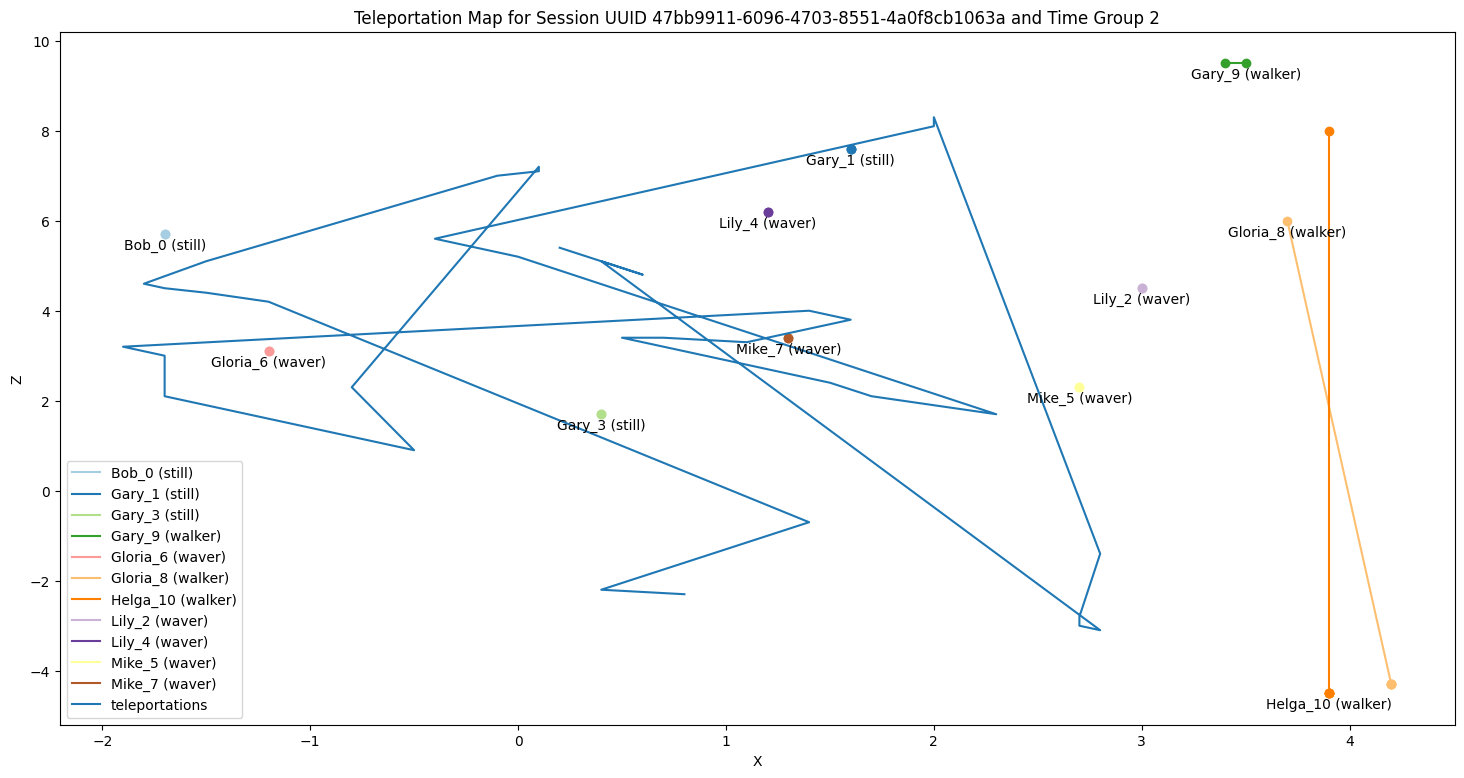 Teleportation Map for Session UUID 47bb9911-6096-4703-8551-4a0f8cb1063a and Time Group 2
10
8
6
4
2
0
−2
−4
Z
Gary_9 (walker)
Gary_1 (still)
Lily_4 (waver)
Bob_0 (still)
Gloria_8 (walker)
Lily_2 (waver)
Mike_7 (waver)
Gloria_6 (waver)
Mike_5 (waver)
Gary_3 (still)
Helga_10 (walker)
Bob_0 (still)
Gary_1 (still)
Gary_3 (still)
Gary_9 (walker)
Gloria_6 (waver)
Gloria_8 (walker)
Helga_10 (walker)
Lily_2 (waver)
Lily_4 (waver)
Mike_5 (waver)
Mike_7 (waver)
teleportations
−2 −1 0 1 2 3 4
X